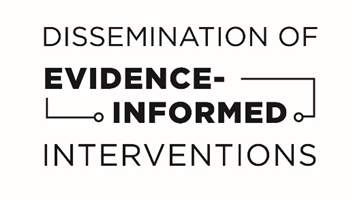 DISSEMINATION OF
EVIDENCE-
INFORMED
INTERVENTIONS